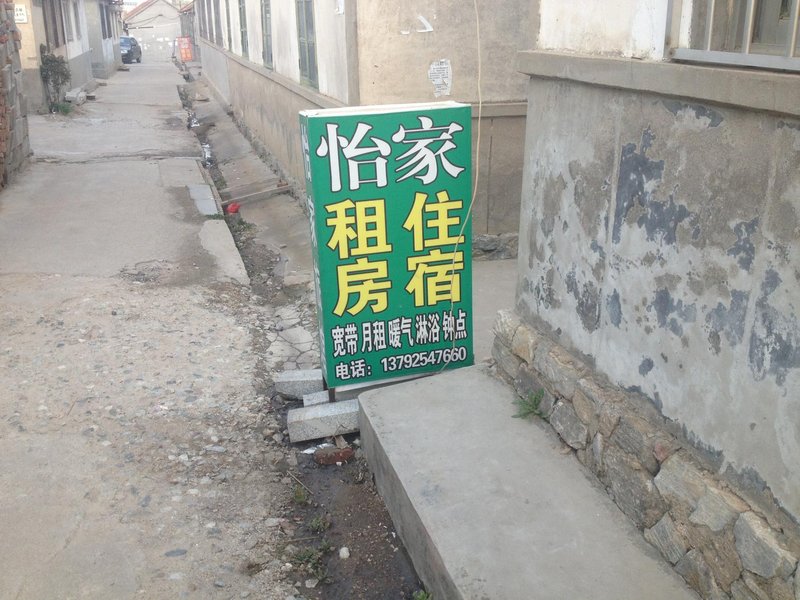 怡家
租房
住宿
宽带 月租 暖气 淋浴 钟点
电话：13792547660